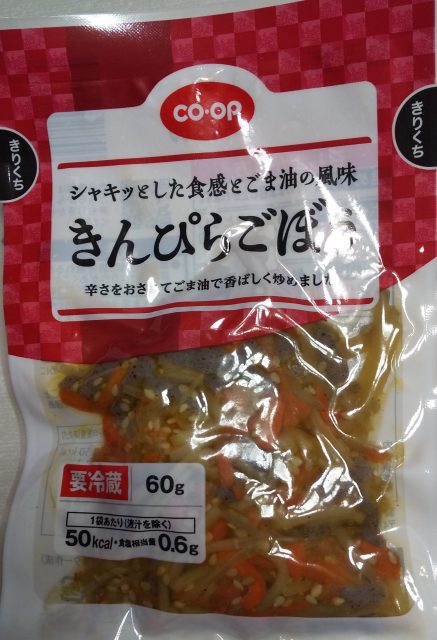 CO・OP
シャキッとした食感とごま油の風味
きんぴらごぼう
辛さをおさえてごま油で香ばしく炒めました
きりくち
きりくち
要冷蔵
60g
1袋あたり(液汁を除く)
50kcal・食塩相当量0.6g